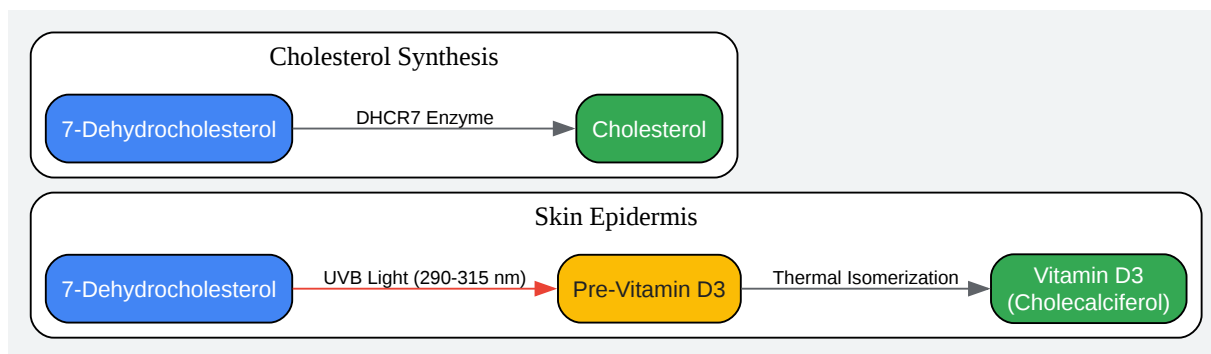 Cholesterol Synthesis
7-Dehydrocholesterol
DHCR7 Enzyme
Cholesterol
Skin Epidermis
7-Dehydrocholesterol
UVB Light (290-315 nm)
Pre-Vitamin D3
Thermal Isomerization
Vitamin D3
(Cholecalciferol)